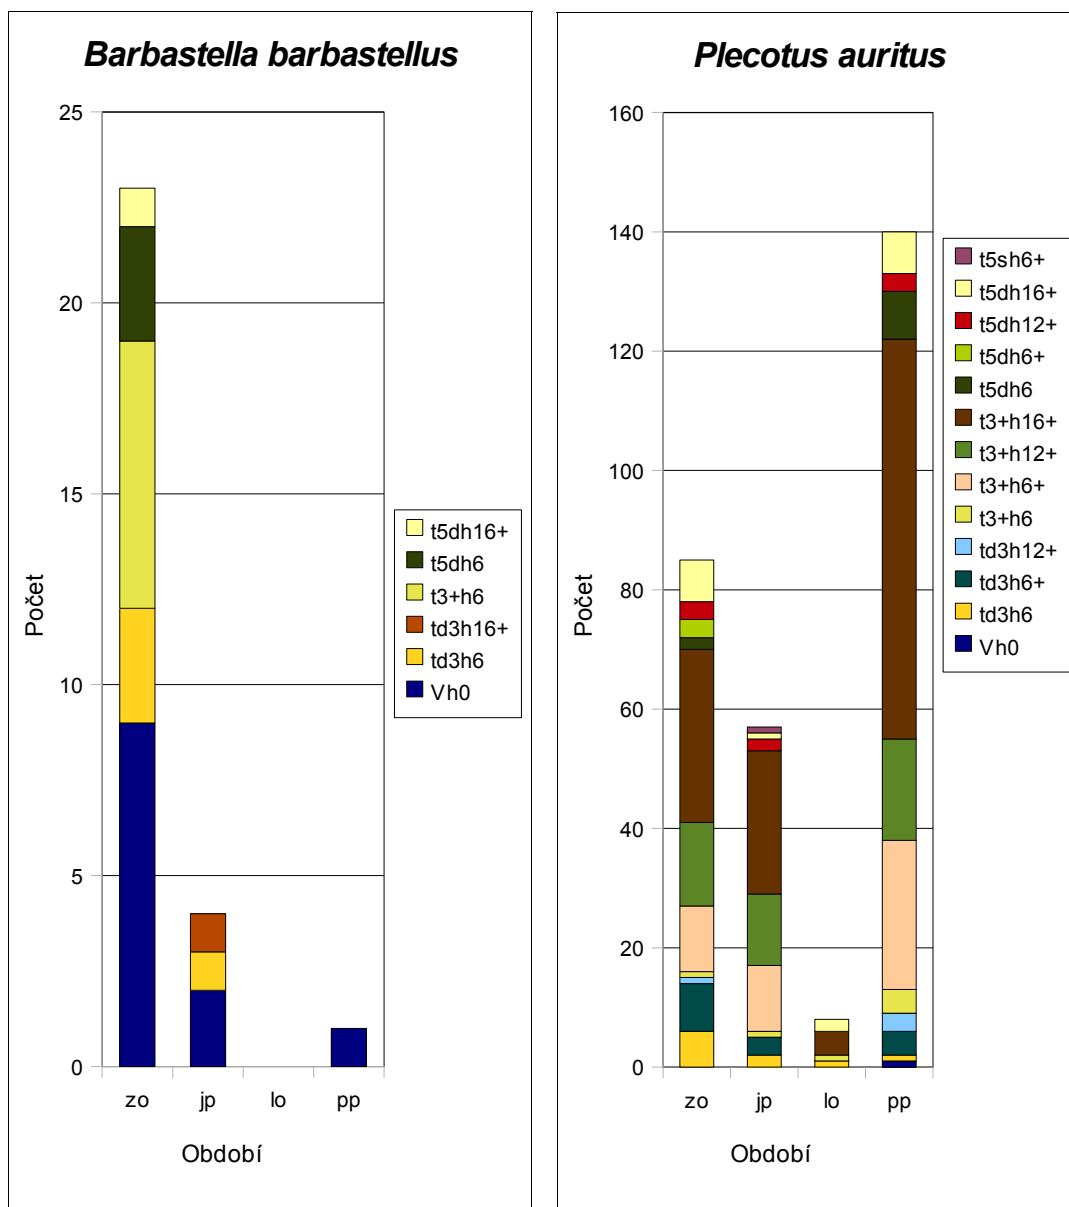 Barbastella barbastellus
25
20
15
10
5
0
Počet
zo jp lo pp
Období
t5dh16+
t5dh6
t3+h6
td3h16+
td3h6
Vh0
Plecotus auritus
160
140
120
100
80
60
40
20
0
Počet
zo jp lo pp
Období
t5sh6+
t5dh16+
t5dh12+
t5dh6+
t5dh6
t3+h16+
t3+h12+
t3+h6+
t3+h6
td3h12+
td3h6+
td3h6
Vh0